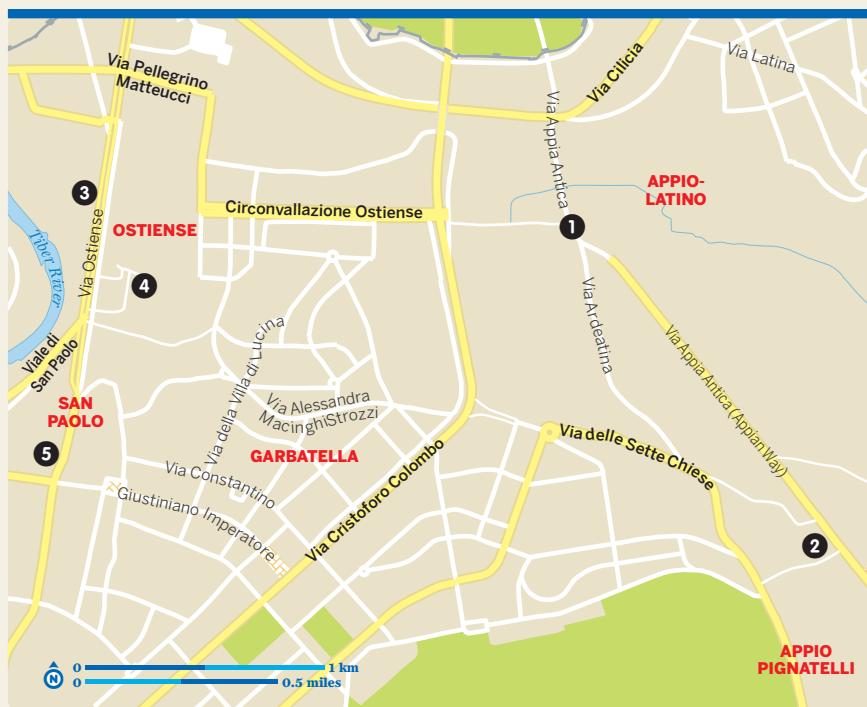 Via Pellegrino
Matteucci
Via Cilicia
Via Latina
Via Appia Antica
APPIO-
LATINO
3
Circonvallazione Ostiense
OSTIENSE
1
Tiber River
Via Ostiense
4
Via Ardeatina
Viale di
San Paolo
Via della Villa di Lucina
Via Appia Antica (Appian Way)
SAN
PAOLO
Via Alessandra
MacinghiStrozzi
Via delle Sette Chiese
5
GARBATELLA
Via Constantino
Via Cristoforo Colombo
Giustiniano Imperatore
2
APPIO
PIGNATELLI
N
0 1 km
0 0.5 miles